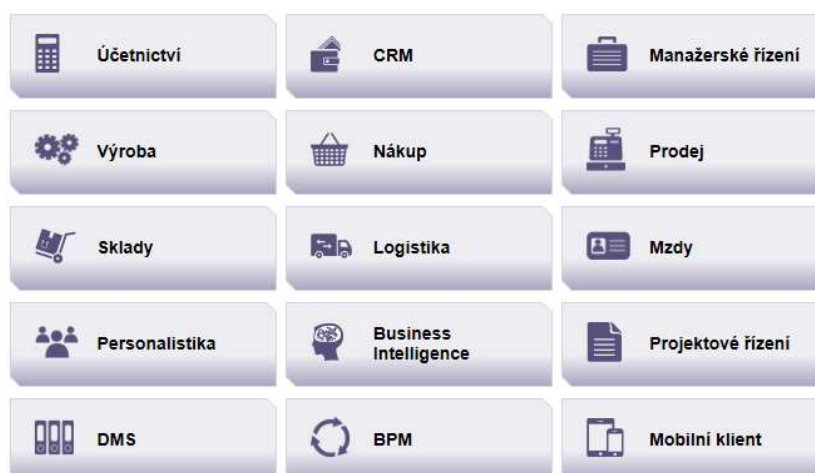 Účetnictví
CRM
Manažerské řízení
Výroba
Nákup
Prodej
Sklady
Logistika
Mzdy
Personalistika
Business
Intelligence
Projektové řízení
DMS
BPM
Mobilní klient